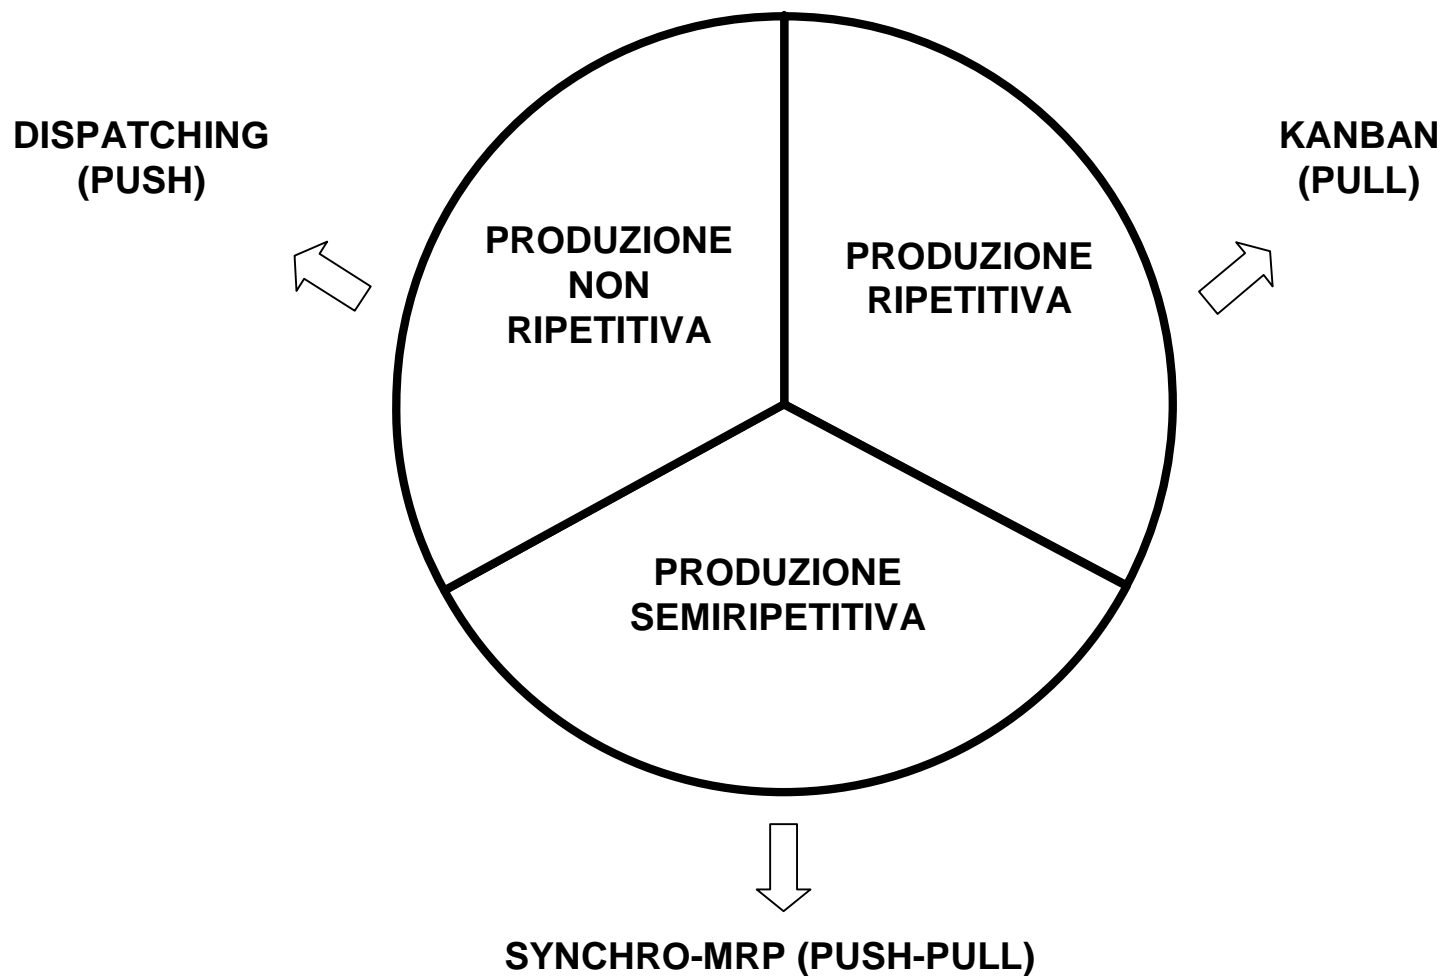 DISPATCHING
(PUSH)
KANBAN
(PULL)
PRODUZIONE
NON
RIPETITIVA
PRODUZIONE
RIPETITIVA
PRODUZIONE
SEMIRIPETITIVA
SYNCHRO-MRP (PUSH-PULL)